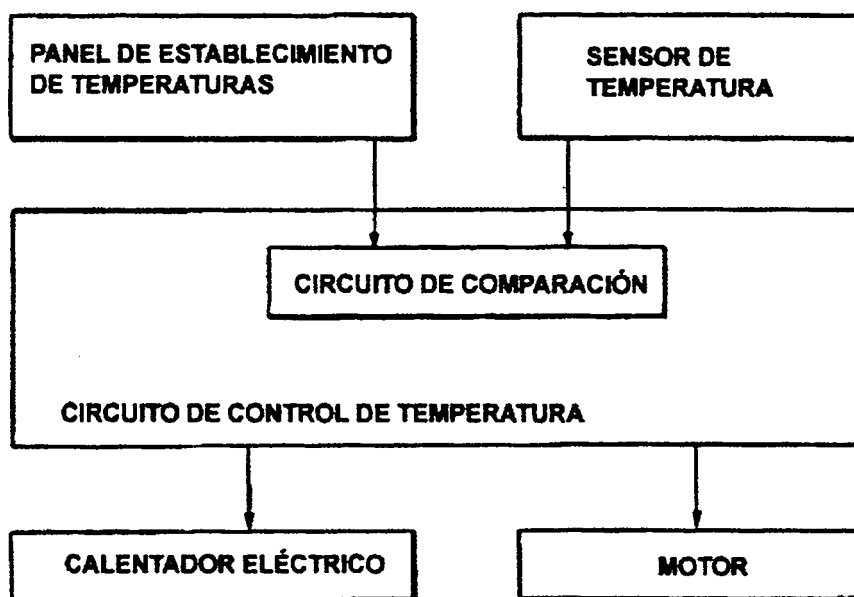 PANEL DE ESTABLECIMIENTO
DE TEMPERATURAS
SENSOR DE
TEMPERATURA
CIRCUITO DE COMPARACIÓN
CIRCUITO DE CONTROL DE TEMPERATURA
CALENTADOR ELÉCTRICO
MOTOR